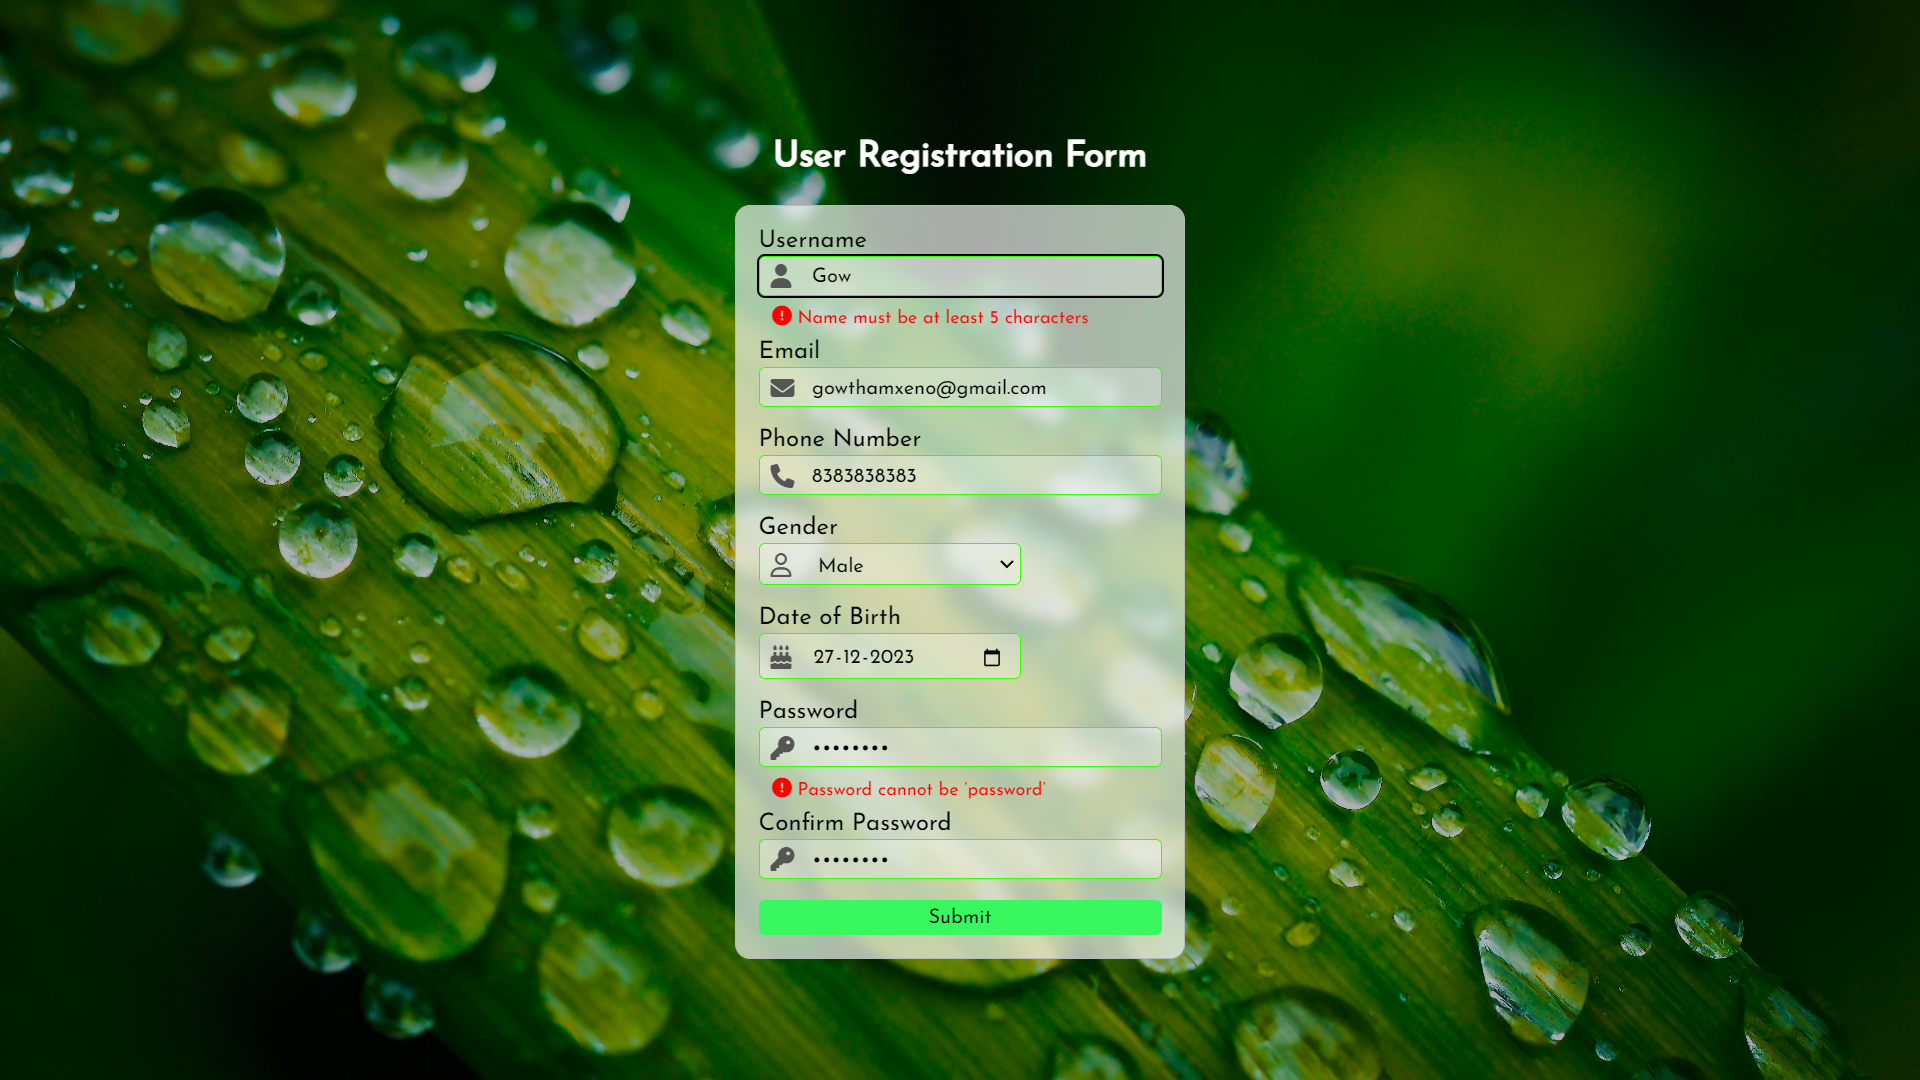 User Registration Form
Username
Gow
Name must be at least 5 characters
Email
gowthamxeno@gmail.com
Phone Number
8383838383
Gender
Male
Date of Birth
27-12-2023
Password
••••••••
Password cannot be 'password'
Confirm Password
••••••••
Submit